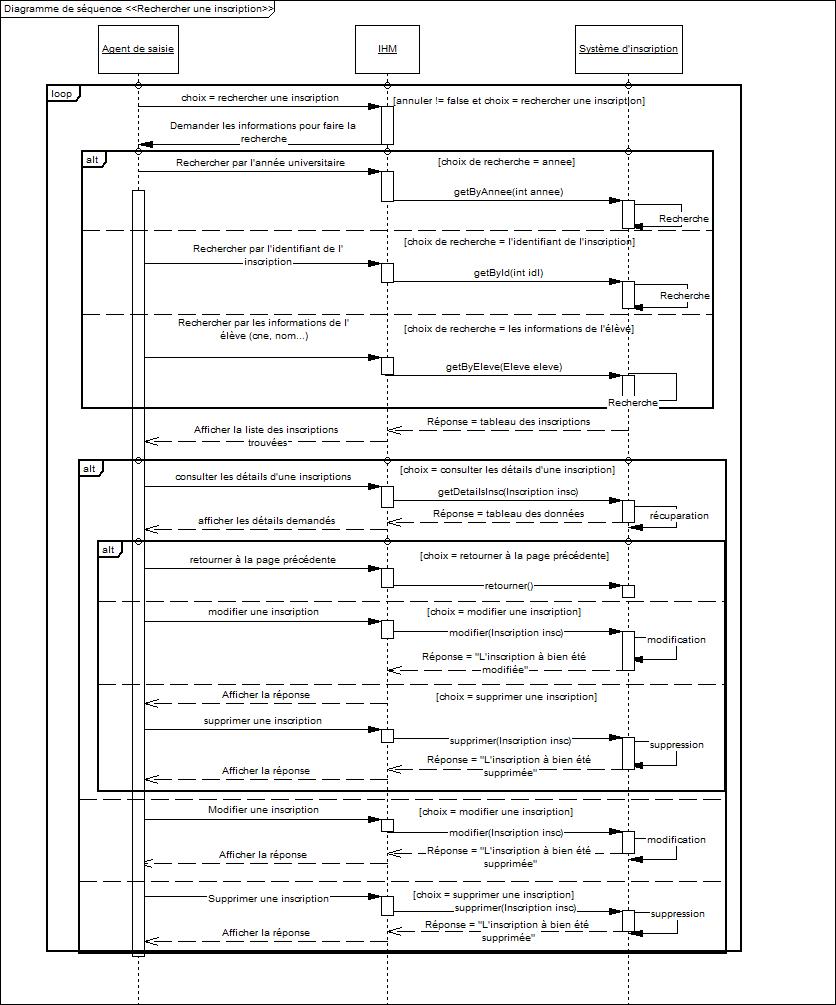 Diagramme de séquence <<Rechercher une inscription>>
Agent de saisie
IHM
Système d'inscription
loop
choix = rechercher une inscription
[annuler != false et choix = rechercher une inscription]
Demander les informations pour faire la
recherche
alt
Rechercher par l'année universitaire
[choix de recherche = annee]
getByAnnee(int annee)
Recherche
[choix de recherche = l'identifiant de l'inscription]
Rechercher par l'identifiant de l'
inscription
getById(int idI)
Recherche
Rechercher par les informations de l'
élève (cne, nom...)
[choix de recherche = les informations de l'élève]
getByEleve(Eleve eleve)
Recherche
Réponse = tableau des inscriptions
Afficher la liste des inscriptions
trouvées
alt
[choix = consulter les détails d'une inscription]
consulter les détails d'une inscriptions
getDetailsInsc(Inscription insc)
Réponse = tableau des données
récuparation
afficher les détails demandés
alt
[choix = retourner à la page précédente]
retourner à la page précédente
retourner()
modifier une inscription
[choix = modifier une inscription]
modifier(Inscription insc)
modification
Réponse = "L'inscription à bien été
modifiée"
Afficher la réponse
[choix = supprimer une inscription]
supprimer une inscription
supprimer(Inscription insc)
suppression
Réponse = "L'inscription à bien été
supprimée"
Afficher la réponse
Modifier une inscription
[choix = modifier une inscription]
modifier(Inscription insc)
modification
Réponse = "L'inscription à bien été
supprimée"
Afficher la réponse
Supprimer une inscription
[choix = supprimer une inscription]
supprimer(Inscription insc)
suppression
Réponse = "L'inscription à bien été
supprimée"
Afficher la réponse